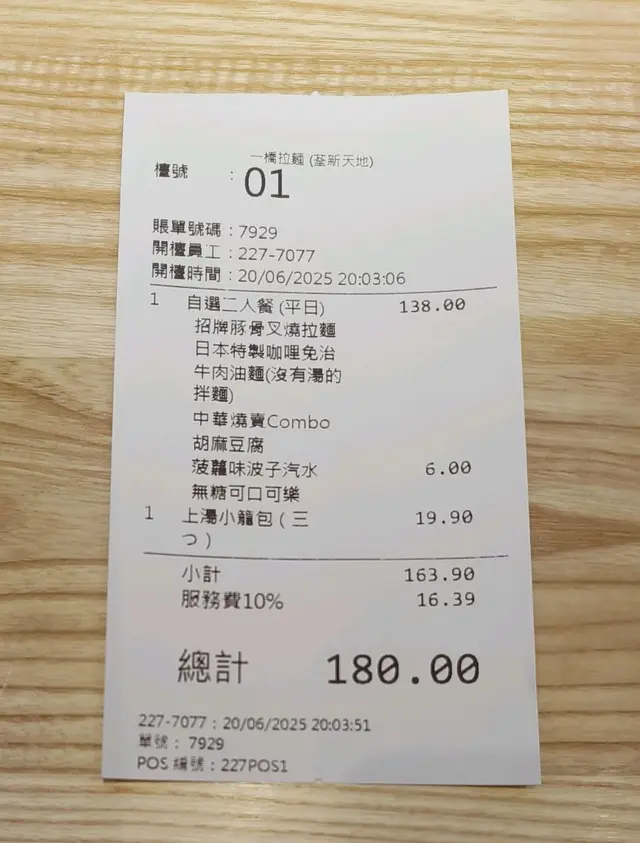 一橋拉麵 (荃新天地)
檯號 : 01
賬單號碼 : 7929
開檯員工 : 227-7077
開檯時間 : 20/06/2025 20:03:06
1 自選二人餐 (平日) 138.00
招牌豚骨叉燒拉麵
日本特製咖哩免治
牛肉油麵(沒有湯的
拌麵)
中華燒賣Combo
胡麻豆腐
菠蘿味波子汽水 6.00
無糖可口可樂
1 上湯小籠包 ( 三 19.90
つ )
小計 163.90
服務費10% 16.39
總計 180.00
227-7077 : 20/06/2025 20:03:51
單號 : 7929
POS 編號 : 227POS1